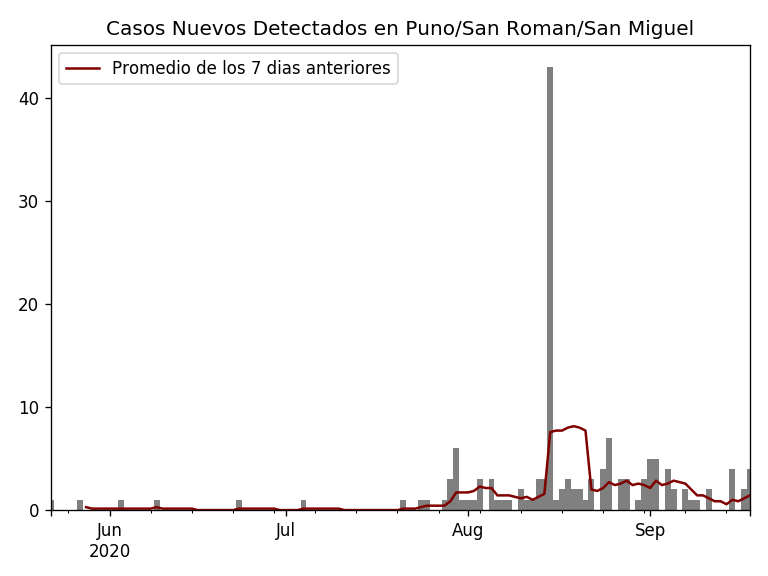 Casos Nuevos Detectados en Puno/San Roman/San Miguel
Promedio de los 7 dias anteriores
40
30
20
10
0
Jun
2020
Jul
Aug
Sep